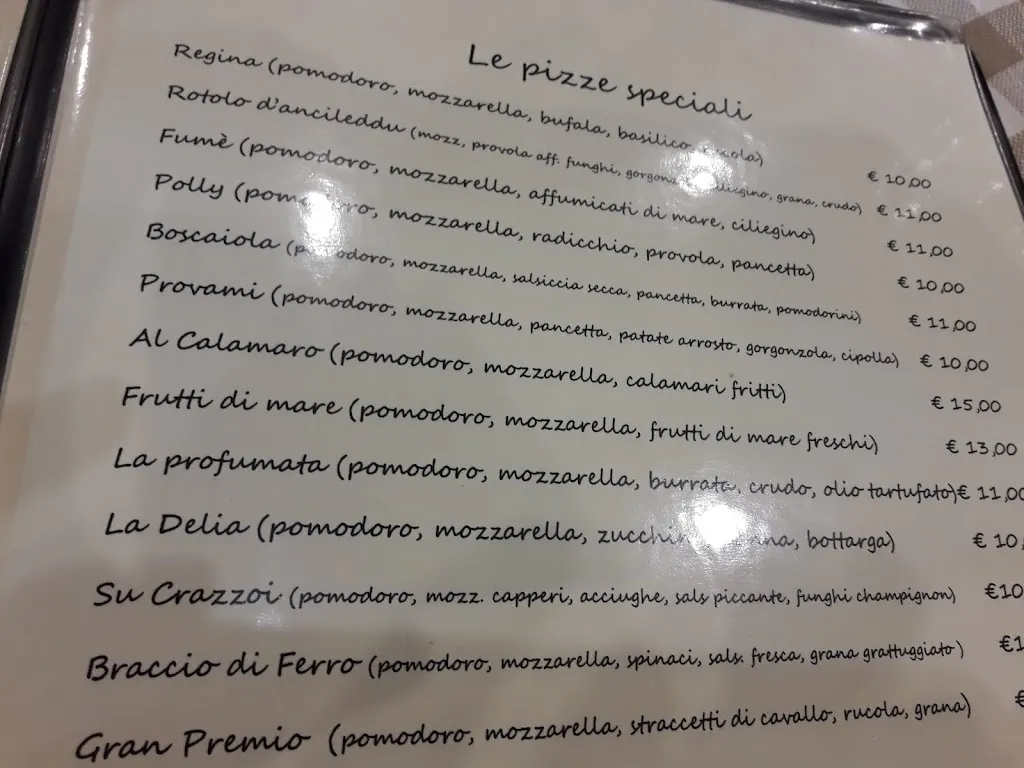 Le pizze speciali
Regina (pomodoro, mozzarella, bufala, basilico, € 10,00
Rotolo d'ancileddu (mozz, provola aff. funghi, grana, crudo) € 11,00
Fumè (pomodoro, mozzarella, affumicati di mare, ciliegino) € 11,00
Polly (pomodoro, mozzarella, radicchio, provola, pancetta) € 10,00
Boscaiola (pomodoro, mozzarella, salsiccia secca, pancetta, burrata, pomodorini) € 11,00
Provami (pomodoro, mozzarella, pancetta, patate arrosto, gorgonzola, cipolla) € 10,00
Al Calamaro (pomodoro, mozzarella, calamari fritti) € 15,00
Frutti di mare (pomodoro, mozzarella, frutti di mare freschi) € 13,00
La profumata (pomodoro, mozzarella, burrata, crudo, olio tartufato) € 11,00
La Delia (pomodoro, mozzarella, bottarga) € 10,
Su Crazzoi (pomodoro, mozz. capperi, acciughe, sals piccante, funghi champignon) €10
Braccio di Ferro (pomodoro, mozzarella, spinaci, sals. fresca, grana grattuggiato) €1
Gran Premio (pomodoro, mozzarella, straccetti di cavallo, rucola, grana) €